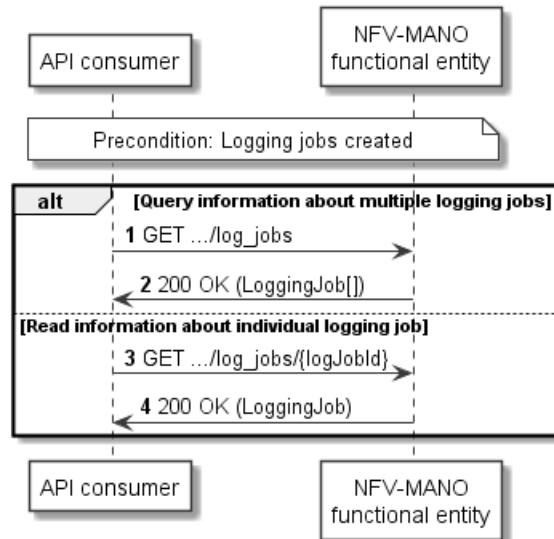 API consumer
NFV-MANO
functional entity
Precondition: Logging jobs created
alt [Query information about multiple logging jobs]
1 GET .../log_jobs
2 200 OK (LoggingJob[])
[Read information about individual logging job]
3 GET .../log_jobs/{logJobId}
4 200 OK (LoggingJob)
API consumer
NFV-MANO
functional entity